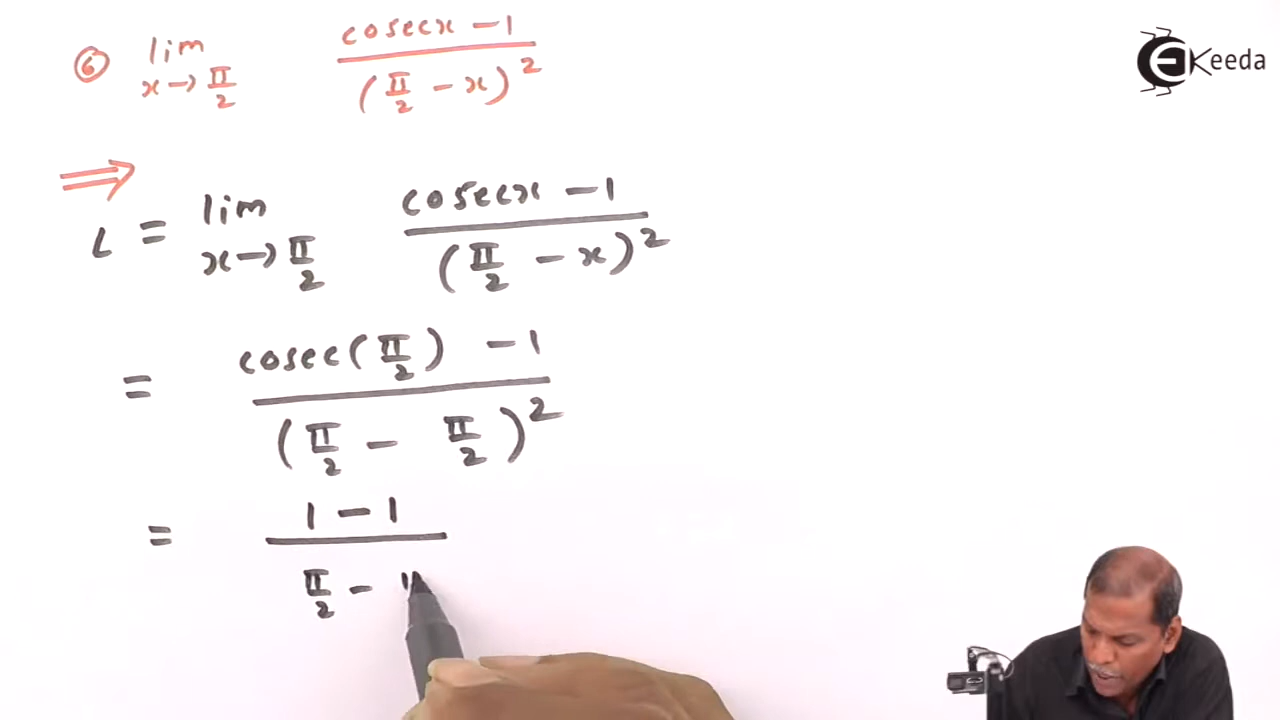 ⑥ lim x→π/2 (cosecx − 1)/(π/2 − x)²
EKeeda
⇒
L = lim x→π/2 (cosecx − 1)/(π/2 − x)²
= (cosec(π/2) − 1)/(π/2 − π/2)²
= (1 − 1)/(π/2 −